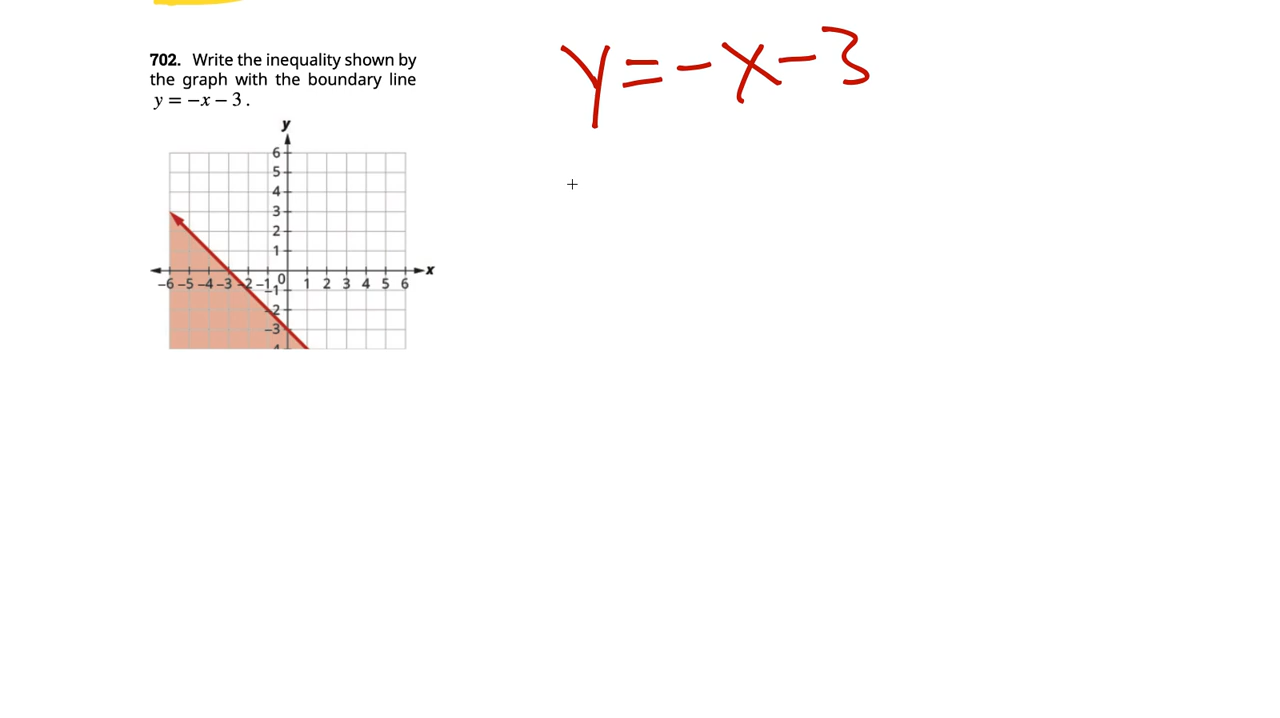 702. Write the inequality shown by
the graph with the boundary line
y = −x − 3 .
y = - x - 3
y
6
5
4
3
2
1
x
−6 −5 −4 −3 −2 −1 0 1 2 3 4 5 6
−1
−2
−3